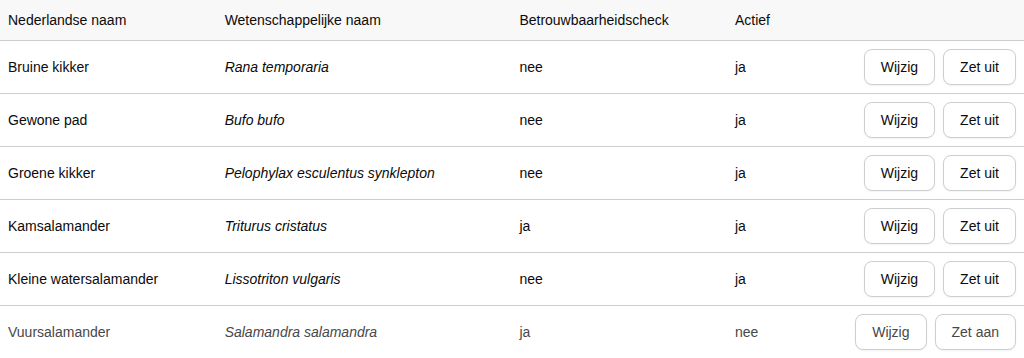 Nederlandse naam Wetenschappelijke naam Betrouwbaarheidscheck Actief
Bruine kikker Rana temporaria nee ja Wijzig Zet uit
Gewone pad Bufo bufo nee ja Wijzig Zet uit
Groene kikker Pelophylax esculentus synklepton nee ja Wijzig Zet uit
Kamsalamander Triturus cristatus ja ja Wijzig Zet uit
Kleine watersalamander Lissotriton vulgaris nee ja Wijzig Zet uit
Vuursalamander Salamandra salamandra ja nee Wijzig Zet aan